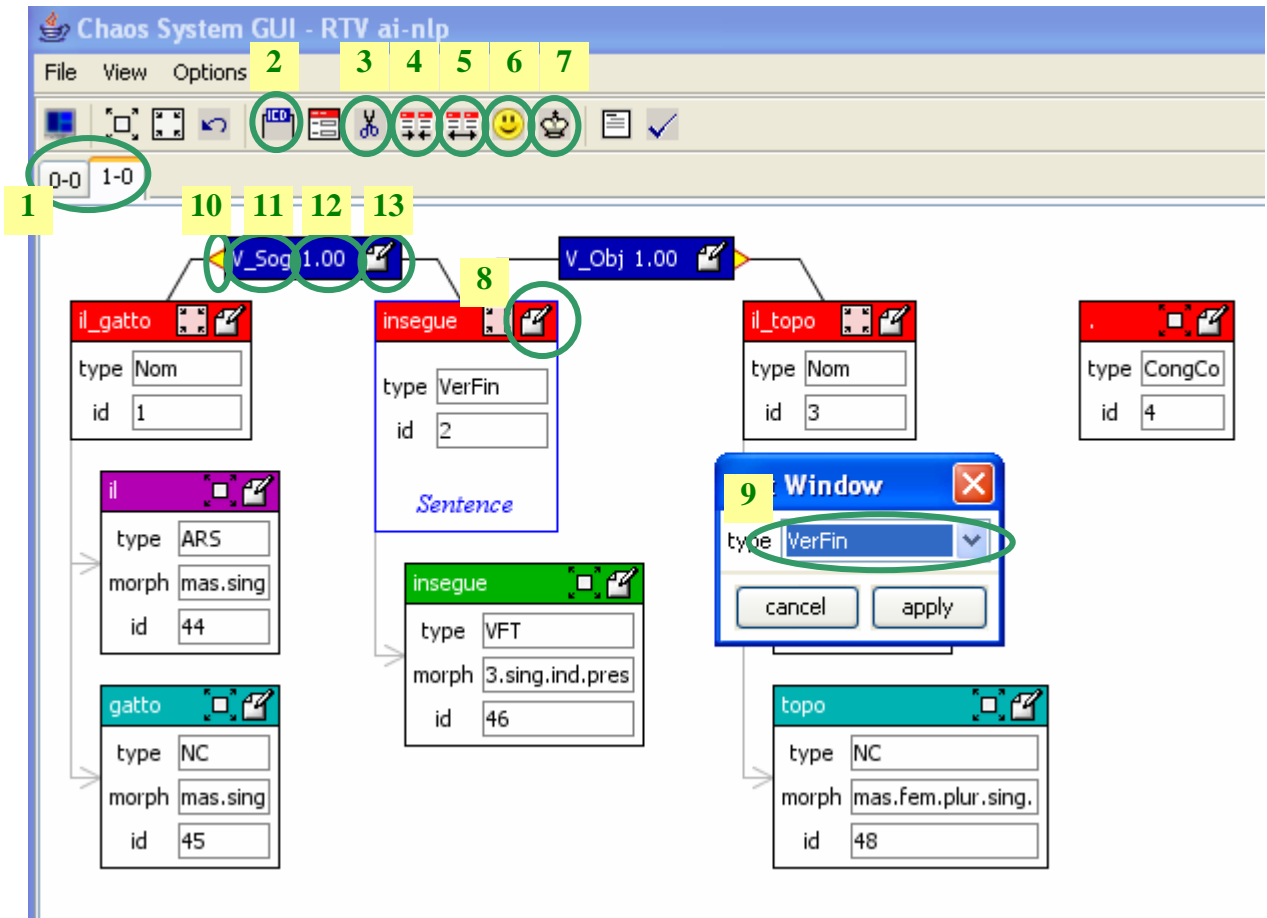 Chaos System GUI - RTV ai-nlp
File View Options
2 3 4 5 6 7
ICD
0-0 1-0
1 10 11 12 13
V_Sog 1.00
V_Obj 1.00
8
il_gatto
type Nom
id 1
insegue
type VerFin
id 2
Sentence
il_topo
type Nom
id 3
.
type CongCo
id 4
il
type ARS
morph mas.sing
id 44
insegue
type VFT
morph 3.sing.ind.pres
id 46
9
Window
type VerFin
cancel apply
gatto
type NC
morph mas.sing
id 45
topo
type NC
morph mas.fem.plur.sing.
id 48